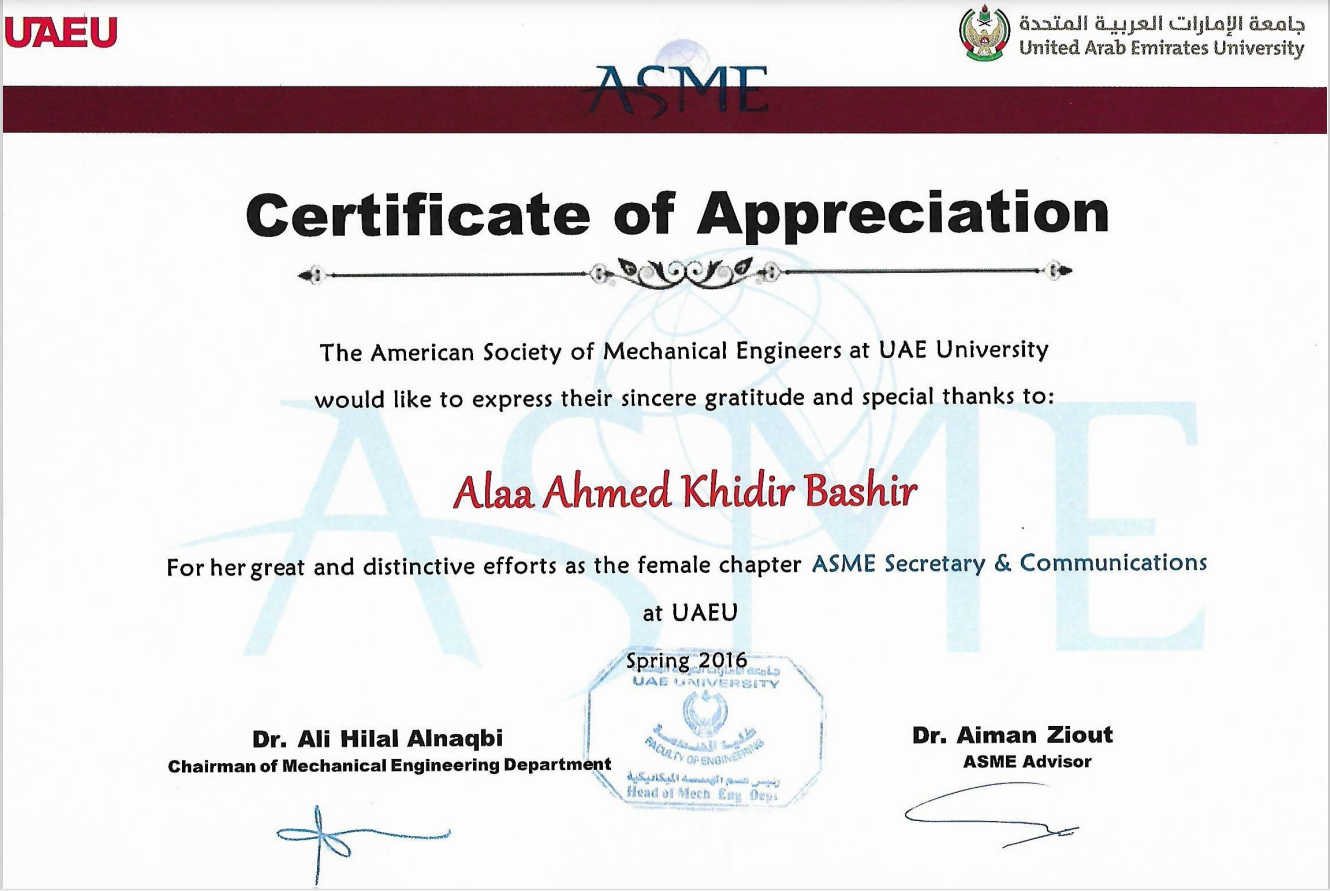 UAEU
جامعة الإمارات العربية المتحدة
United Arab Emirates University
ASME
Certificate of Appreciation
The American Society of Mechanical Engineers at UAE University
would like to express their sincere gratitude and special thanks to:
Alaa Ahmed Khidir Bashir
For her great and distinctive efforts as the female chapter ASME Secretary & Communications
at UAEU
Spring 2016
ASME
جامعة الإمارات العربية المتحدة
UAE UNIVERSITY
كلية الهندسة
FACULTY OF ENGINEERING
رئيس قسم الهندسة الميكانيكية
Head of Mech Eng Dept
Dr. Ali Hilal Alnaqbi
Chairman of Mechanical Engineering Department
Dr. Aiman Ziout
ASME Advisor